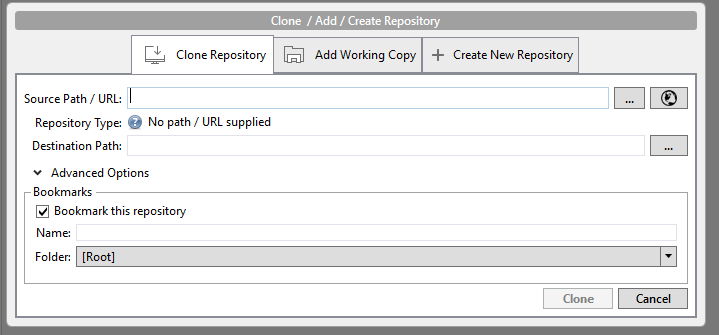 Clone / Add / Create Repository
Clone Repository
Add Working Copy
Create New Repository
Source Path / URL:
...
Repository Type: ? No path / URL supplied
Destination Path:
...
Advanced Options
Bookmarks
Bookmark this repository
Name:
Folder: [Root]
Clone
Cancel